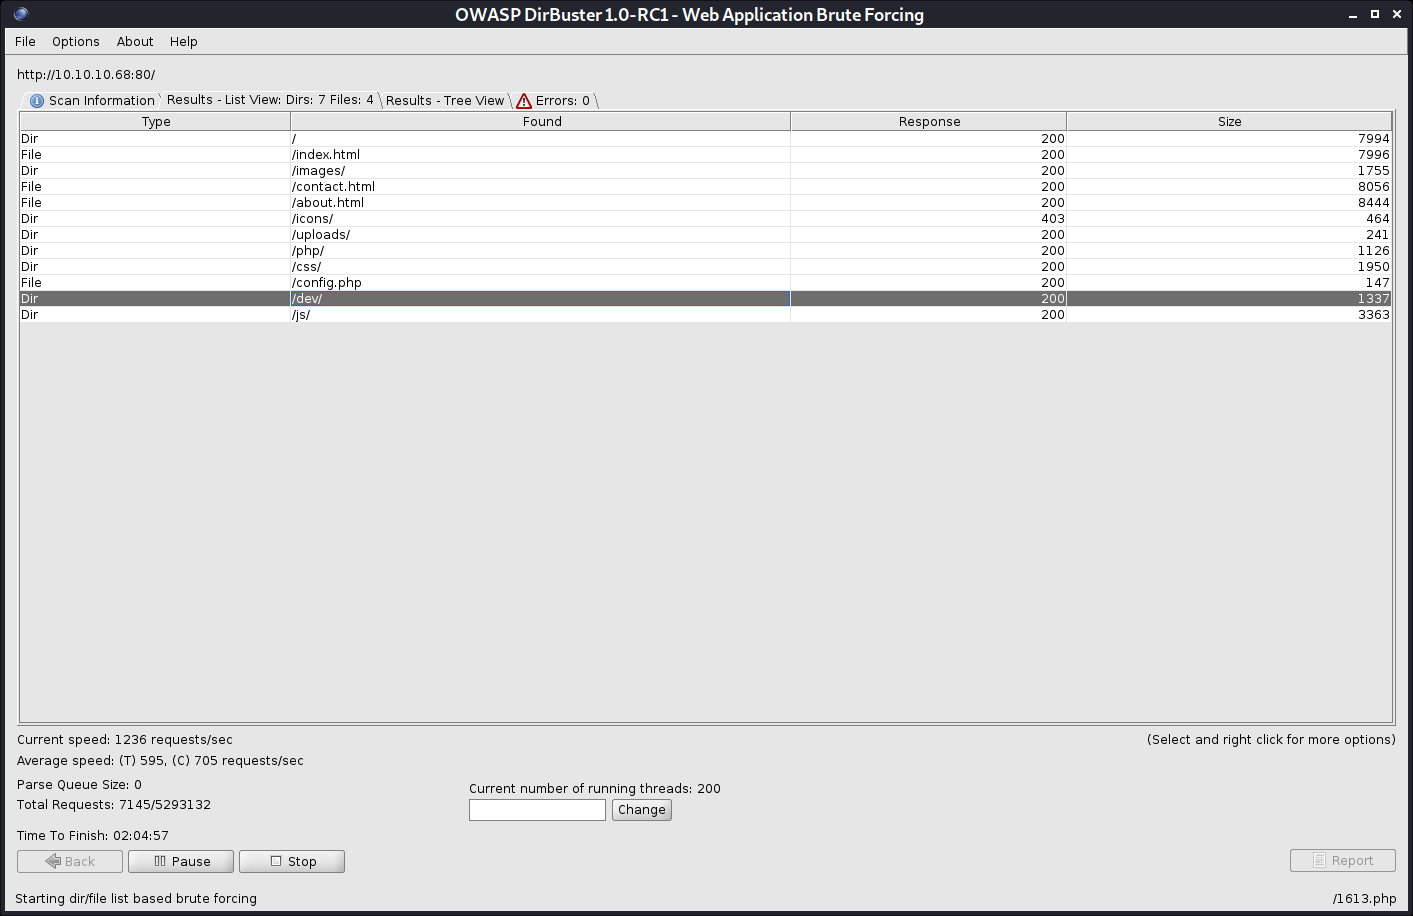 OWASP DirBuster 1.0-RC1 - Web Application Brute Forcing
File Options About Help
http://10.10.10.68:80/
Scan Information Results - List View: Dirs: 7 Files: 4 Results - Tree View Errors: 0
Type Found Response Size
Dir / 200 7994
File /index.html 200 7996
Dir /images/ 200 1755
File /contact.html 200 8056
File /about.html 200 8444
Dir /icons/ 403 464
Dir /uploads/ 200 241
Dir /php/ 200 1126
Dir /css/ 200 1950
File /config.php 200 147
Dir /dev/ 200 1337
Dir /js/ 200 3363
Current speed: 1236 requests/sec (Select and right click for more options)
Average speed: (T) 595, (C) 705 requests/sec
Parse Queue Size: 0 Current number of running threads: 200
Total Requests: 7145/5293132 Change
Time To Finish: 02:04:57
Back Pause Stop Report
Starting dir/file list based brute forcing /1613.php